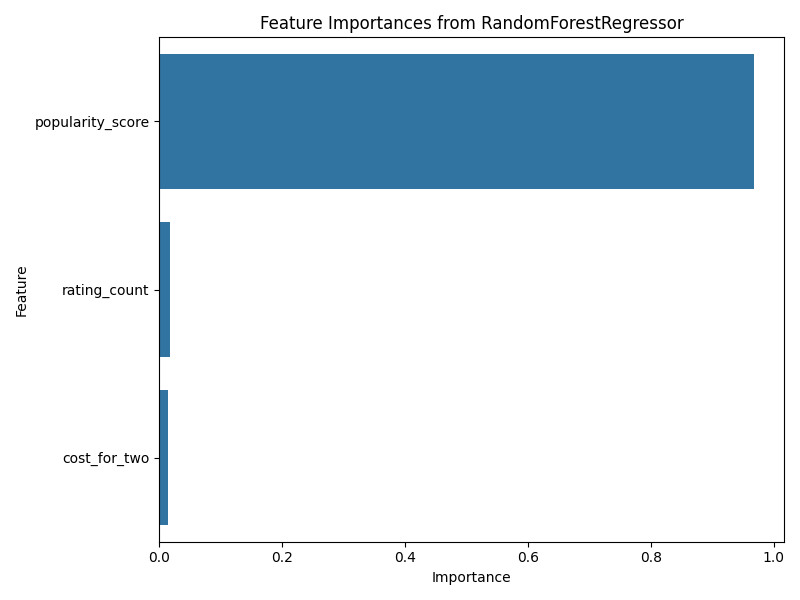 Feature Importances from RandomForestRegressor
popularity_score
rating_count
cost_for_two
Feature
0.0 0.2 0.4 0.6 0.8 1.0
Importance